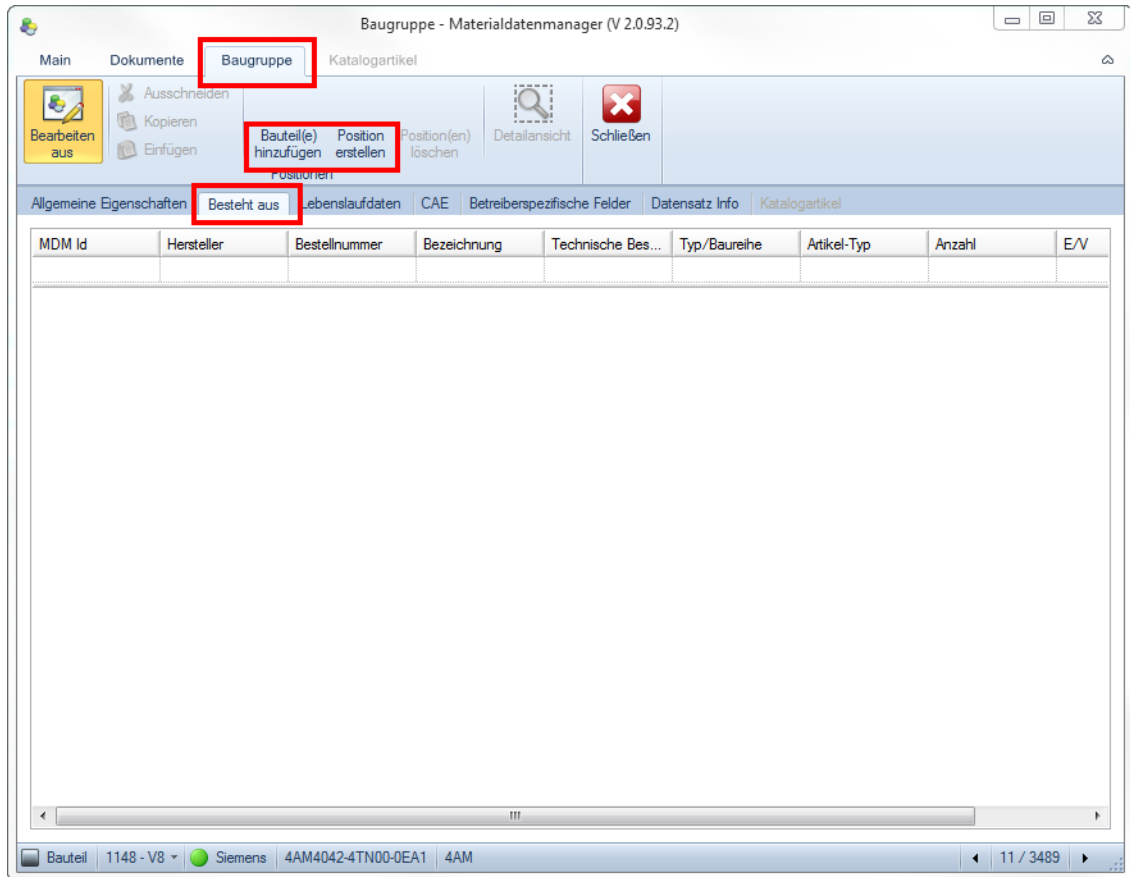 Baugruppe - Materialdatenmanager (V 2.0.93.2)
Main Dokumente Baugruppe Katalogartikel
Bearbeiten aus
Ausschneiden
Kopieren
Einfügen
Bauteil(e) hinzufügen
Position erstellen
Position(en) löschen
Positionen
Detailansicht
Schließen
Allgemeine Eigenschaften Besteht aus Lebenslaufdaten CAE Betreiberspezifische Felder Datensatz Info Katalogartikel
MDM Id Hersteller Bestellnummer Bezeichnung Technische Bes... Typ/Baureihe Artikel-Typ Anzahl E/V
Bauteil 1148 - V8 Siemens 4AM4042-4TN00-0EA1 4AM 11 / 3489